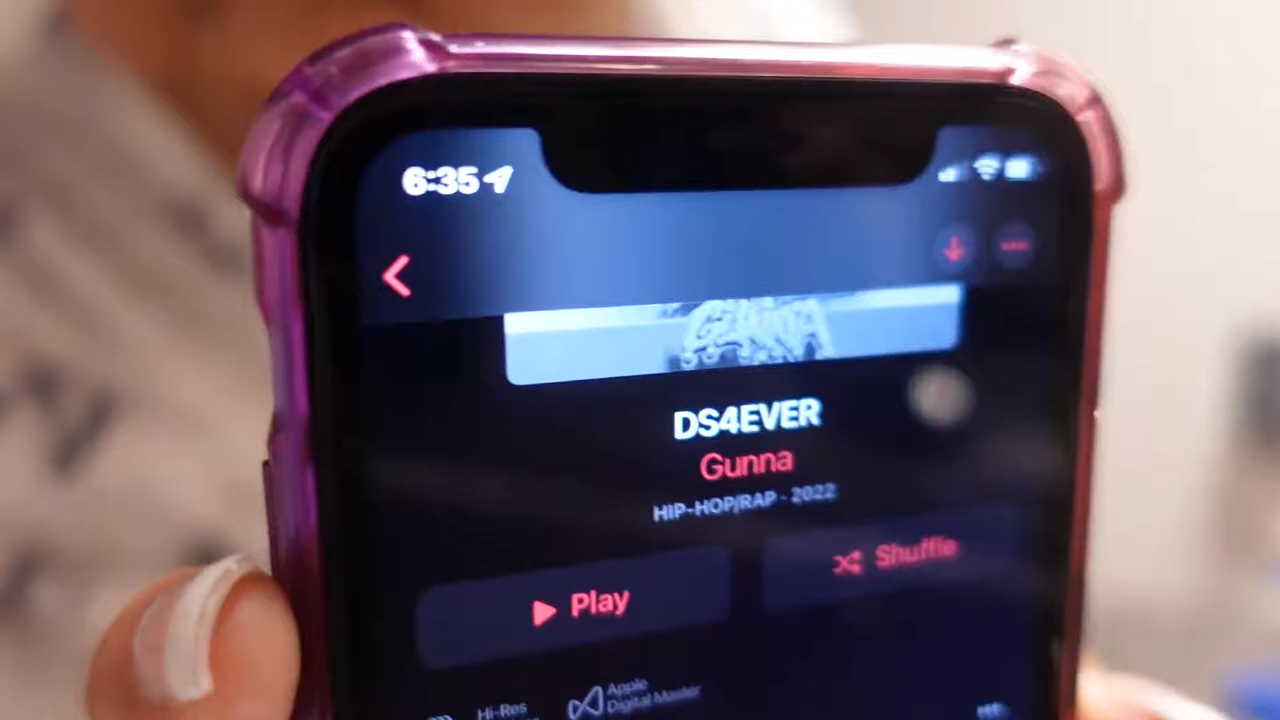 6:35
DS4EVER
Gunna
HIP-HOP/RAP · 2022
Play
Shuffle
Hi-Res
Apple
Digital Master